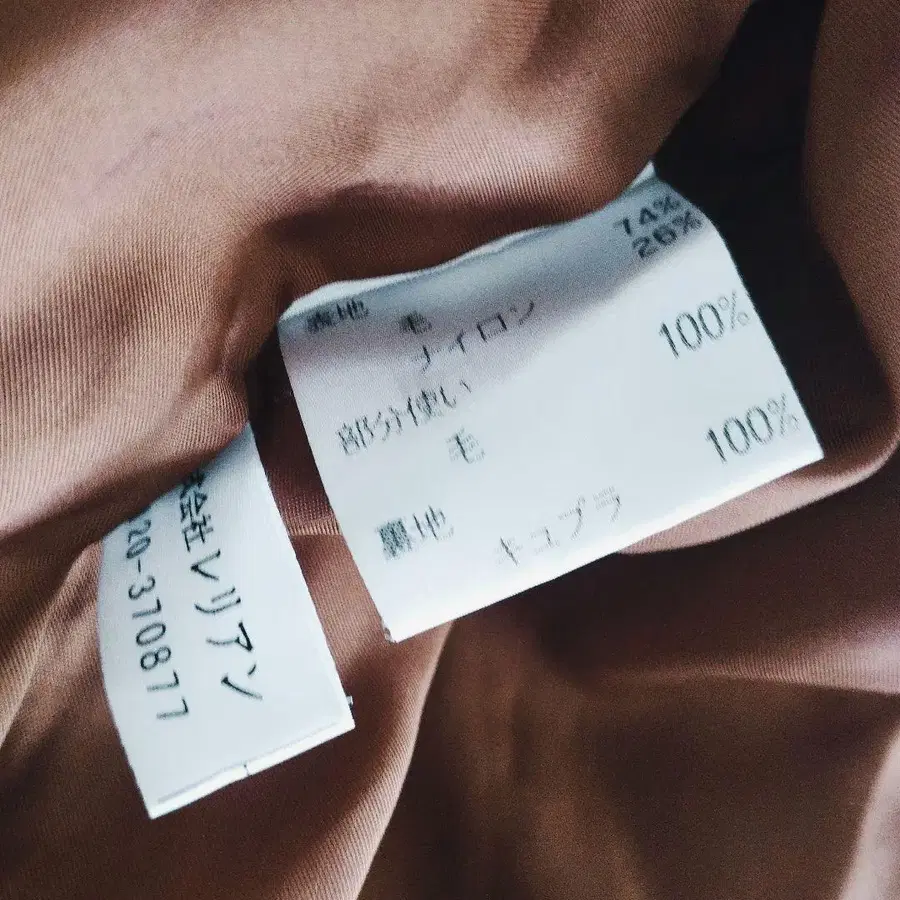 表地 毛 74%
ナイロン 26%
部分使い
毛 100%
裏地 キュプラ 100%
式会社レリアン
20-370877